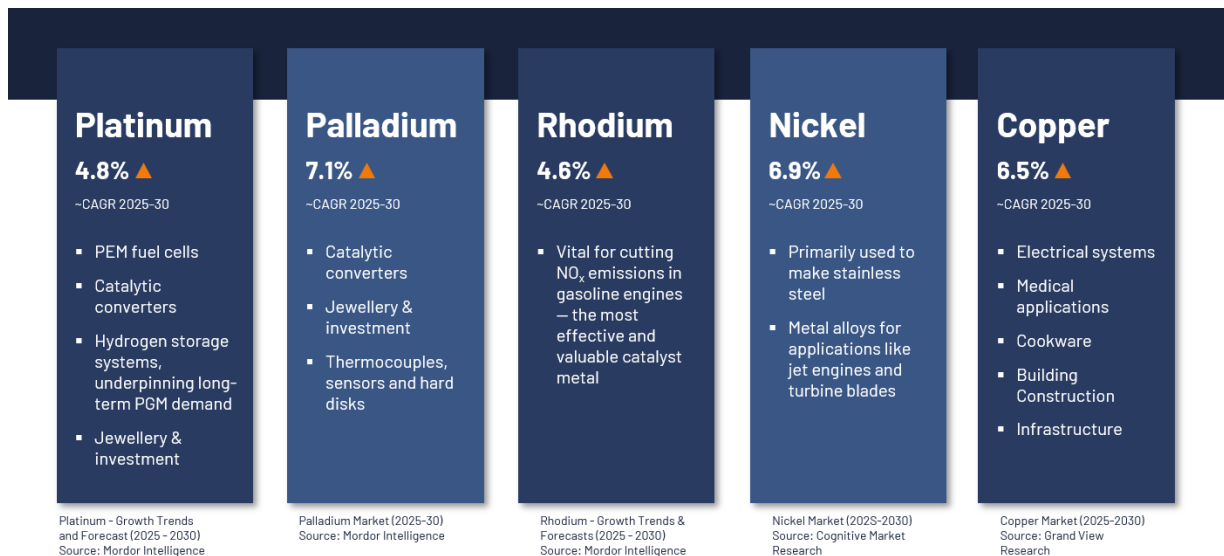 Platinum
4.8%
~CAGR 2025-30
▪ PEM fuel cells
▪ Catalytic
converters
▪ Hydrogen storage
systems,
underpinning long-
term PGM demand
▪ Jewellery &
investment
Platinum - Growth Trends
and Forecast (2025 - 2030)
Source: Mordor Intelligence
Palladium
7.1%
~CAGR 2025-30
▪ Catalytic
converters
▪ Jewellery &
investment
▪ Thermocouples,
sensors and hard
disks
Palladium Market (2025-30)
Source: Mordor Intelligence
Rhodium
4.6%
~CAGR 2025-30
▪ Vital for cutting
NOx emissions in
gasoline engines
— the most
effective and
valuable catalyst
metal
Rhodium - Growth Trends &
Forecasts (2025 - 2030)
Source: Mordor Intelligence
Nickel
6.9%
~CAGR 2025-30
▪ Primarily used to
make stainless
steel
▪ Metal alloys for
applications like
jet engines and
turbine blades
Nickel Market (202S-2030)
Source: Cognitive Market
Research
Copper
6.5%
~CAGR 2025-30
▪ Electrical systems
▪ Medical
applications
▪ Cookware
▪ Building
Construction
▪ Infrastructure
Copper Market (2025-2030)
Source: Grand View
Research